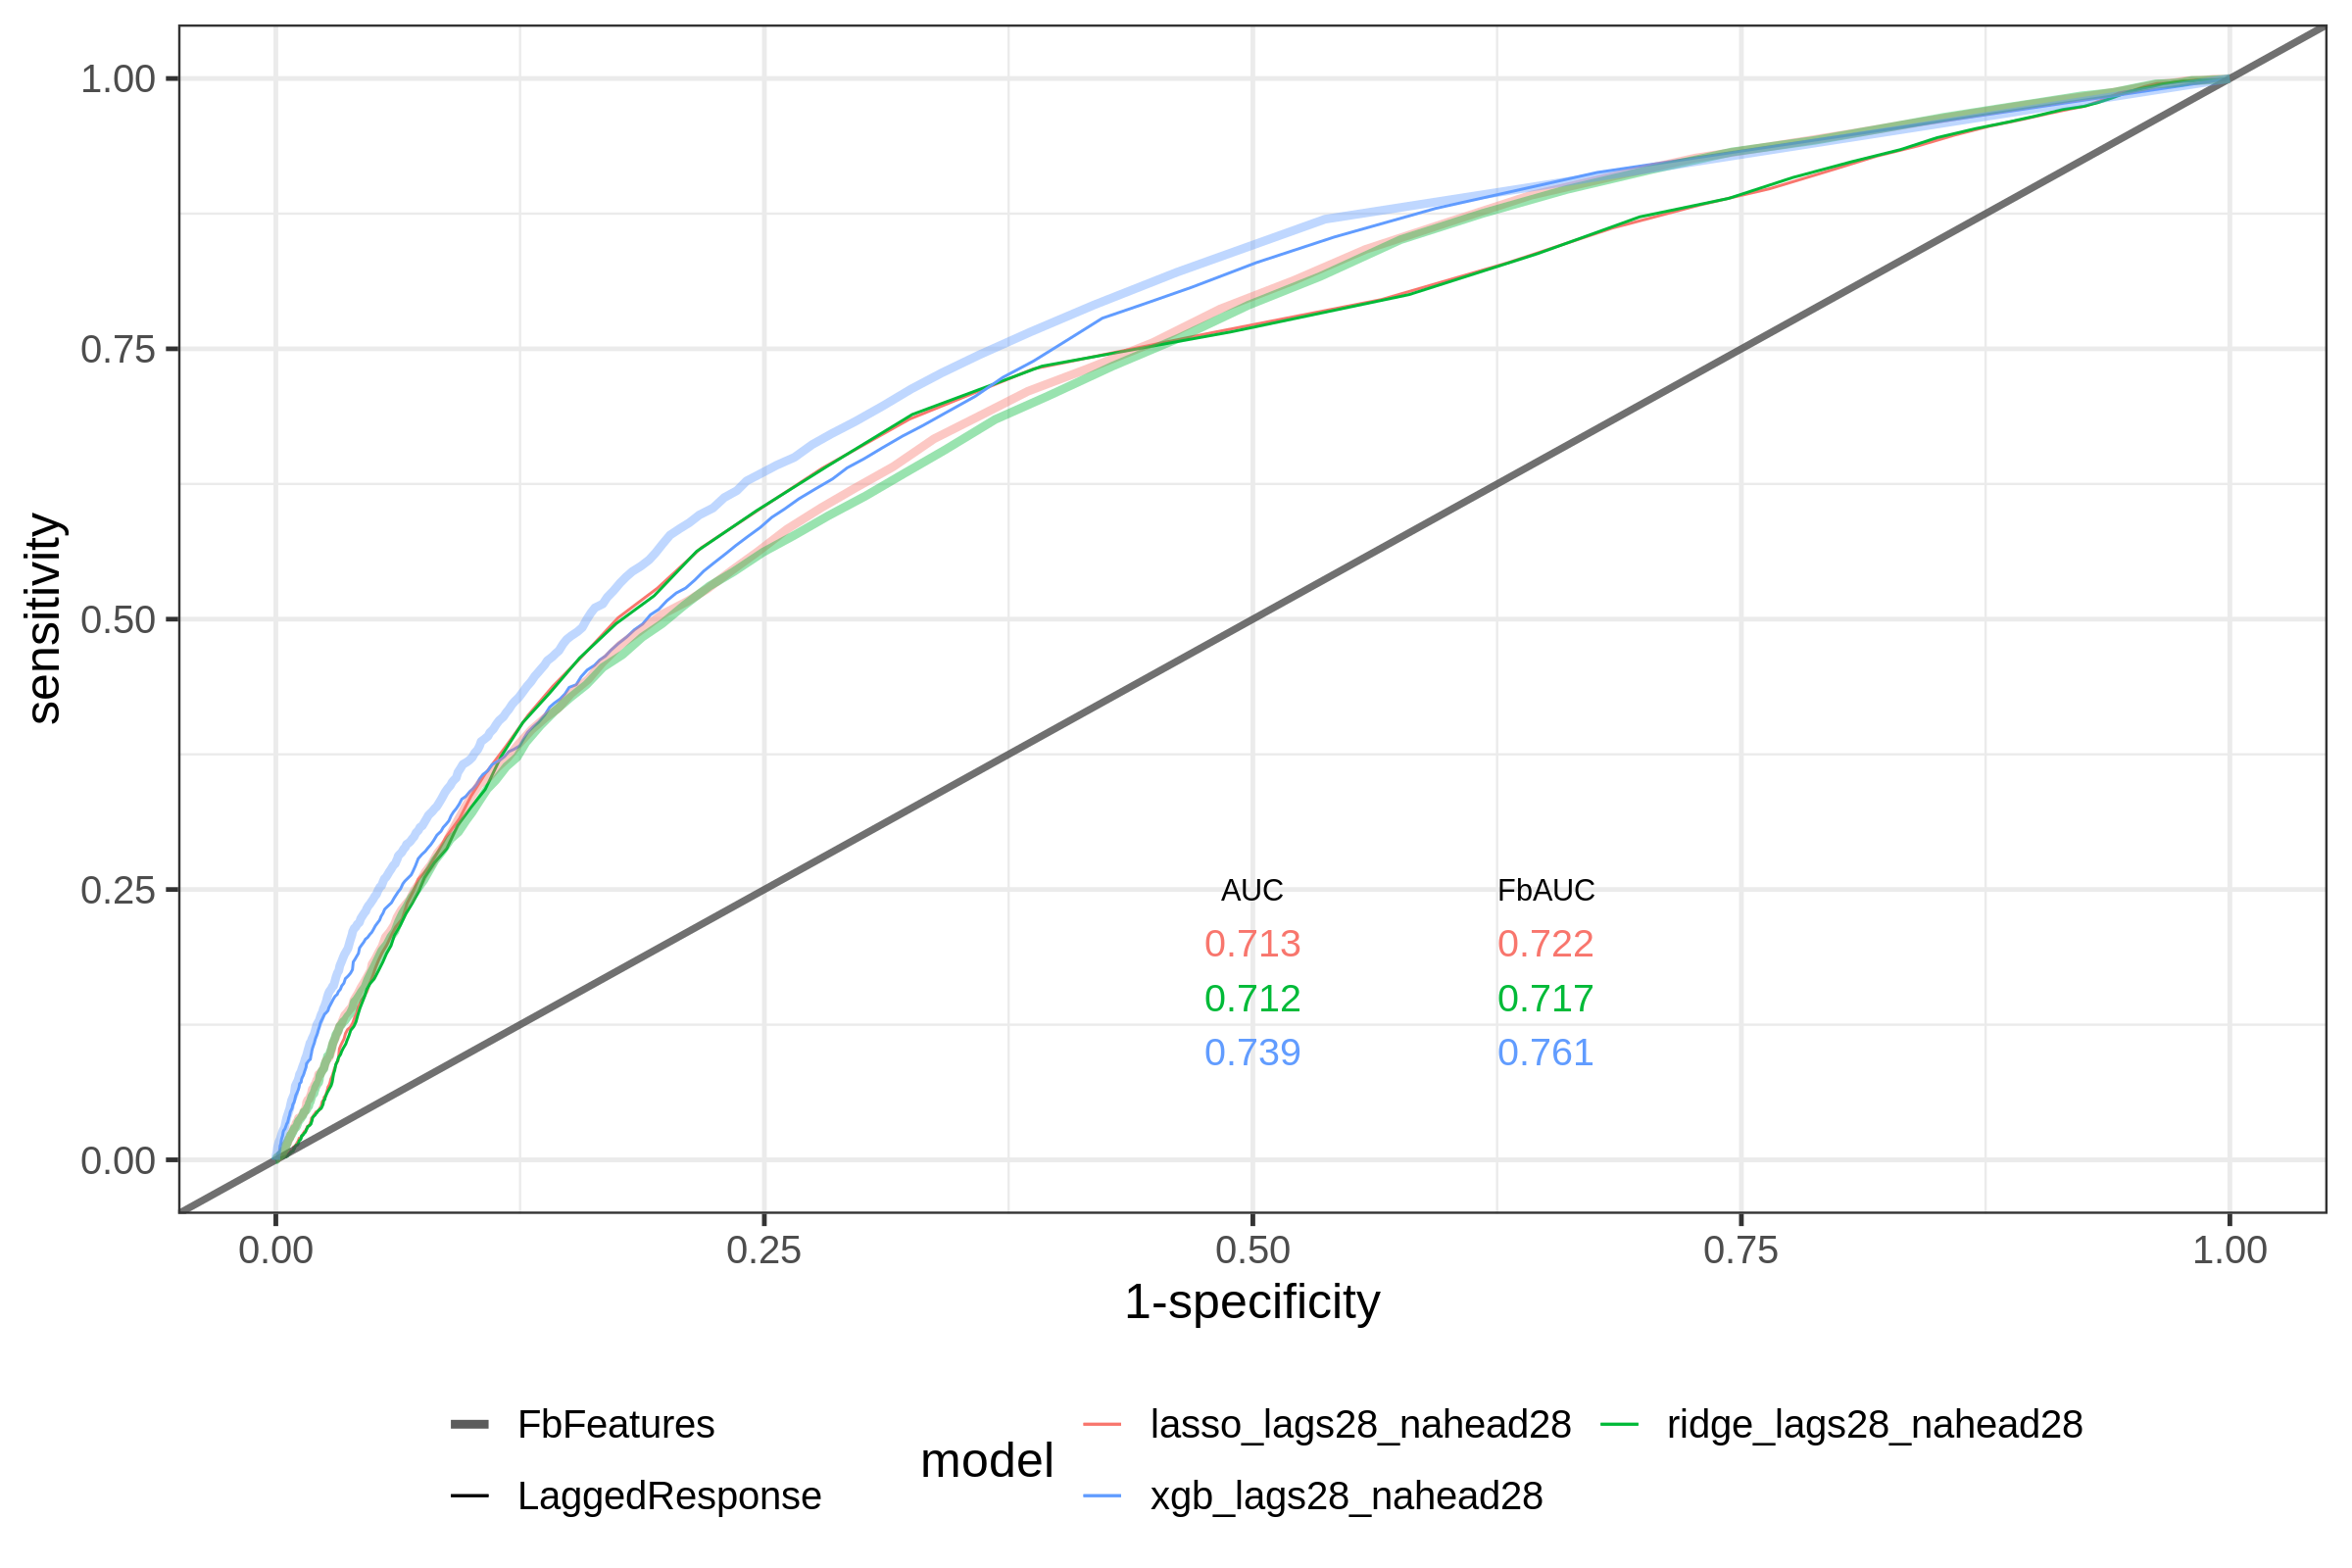 1.00
0.75
0.50
0.25
0.00
sensitivity
AUC FbAUC
0.713 0.722
0.712 0.717
0.739 0.761
0.00 0.25 0.50 0.75 1.00
1-specificity
FbFeatures
LaggedResponse
model
lasso_lags28_nahead28 ridge_lags28_nahead28
xgb_lags28_nahead28